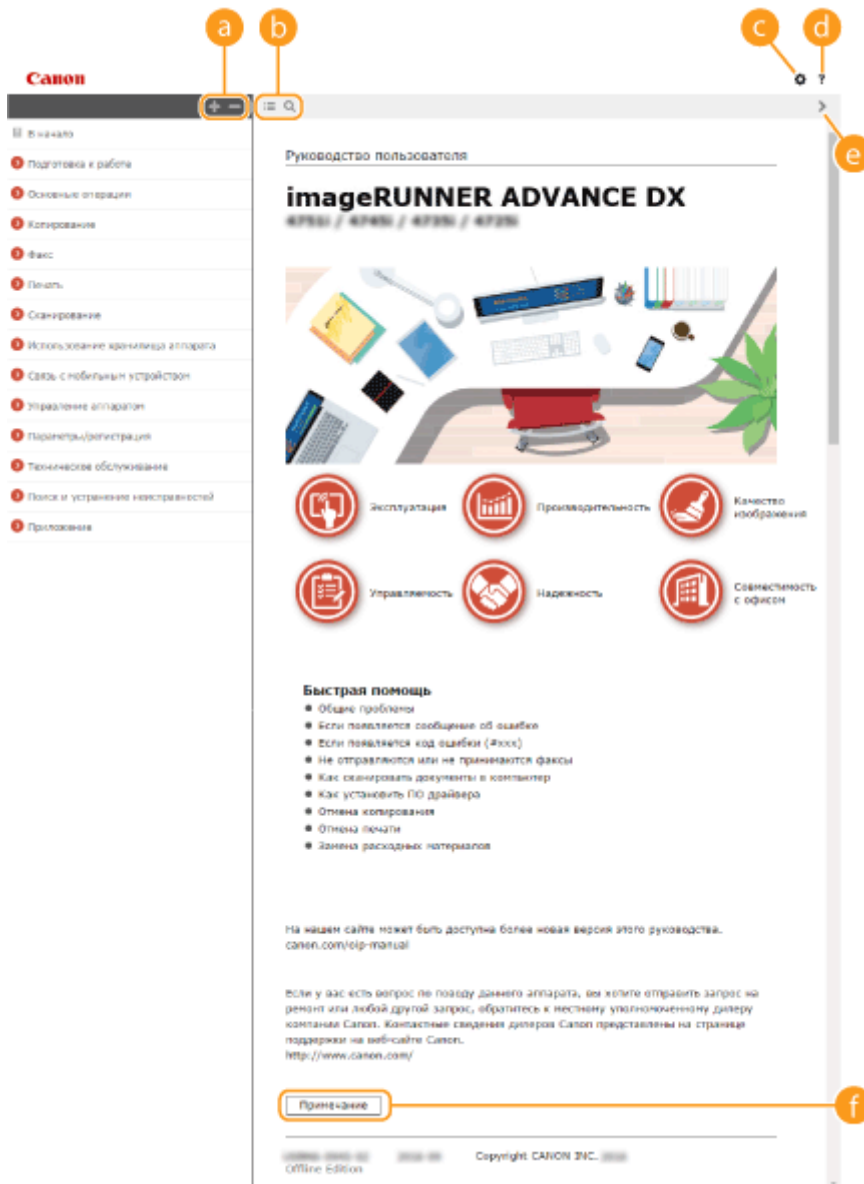 a
b
c
d
Canon
?
e
В начало
Подготовка к работе
Основные операции
Копирование
Факс
Печать
Сканирование
Использование хранилища аппарата
Связь с мобильным устройством
Управление аппаратом
Параметры/регистрация
Техническое обслуживание
Поиск и устранение неисправностей
Приложение
Руководство пользователя
imageRUNNER ADVANCE DX
4751i / 4745i / 4735i / 4725i
Эксплуатация
Производительность
Качество
изображения
Управляемость
Надежность
Совместимость
с офисом
Быстрая помощь
Общие проблемы
Если появляется сообщение об ошибке
Если появляется код ошибки (#xxx)
Не отправляются или не принимаются факсы
Как сканировать документы в компьютер
Как установить ПО драйвера
Отмена копирования
Отмена печати
Замена расходных материалов
На нашем сайте может быть доступна более новая версия этого руководства.
canon.com/oip-manual
Если у вас есть вопрос по поводу данного аппарата, вы хотите отправить запрос на
ремонт или любой другой запрос, обратитесь к местному уполномоченному дилеру
компании Canon. Контактные сведения дилеров Canon представлены на странице
поддержки на веб-сайте Canon.
http://www.canon.com/
Примечание
f
Copyright CANON INC.
Offline Edition